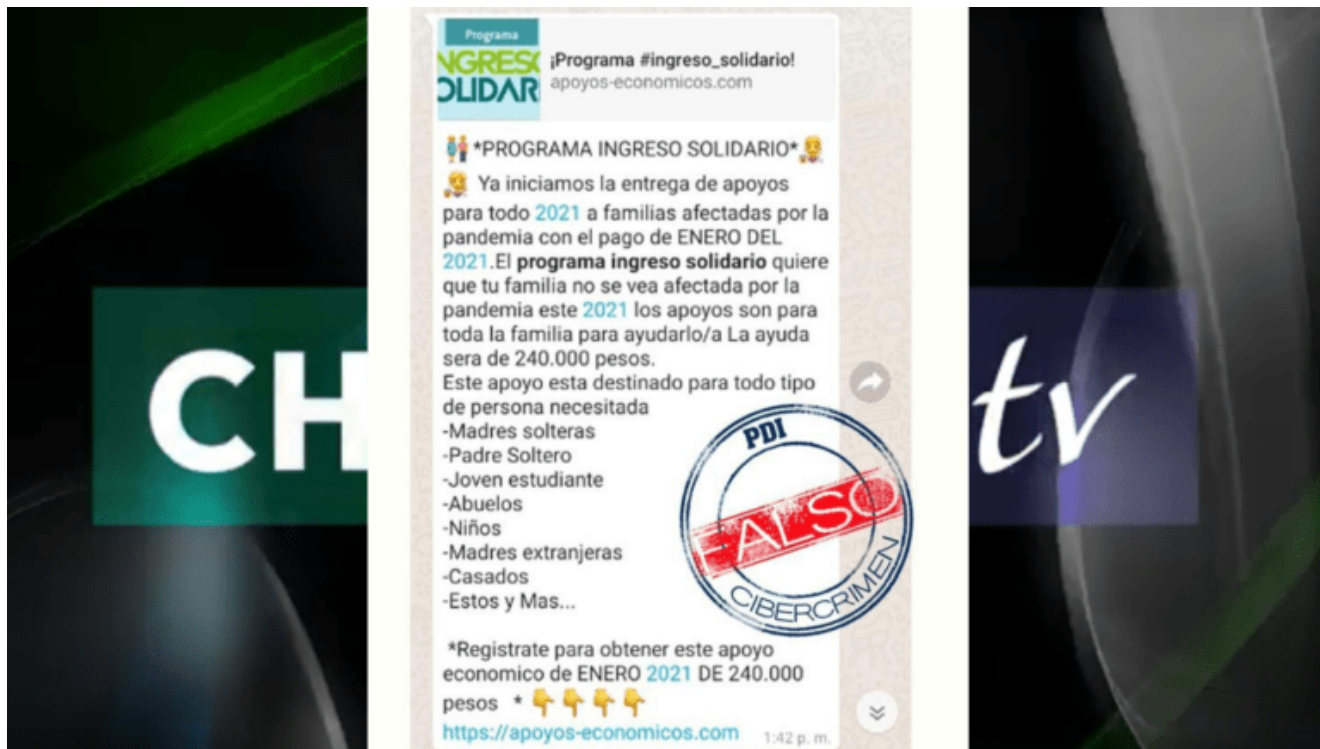 Programa
INGRESO
SOLIDAR
¡Programa #ingreso_solidario!
apoyos-economicos.com
*PROGRAMA INGRESO SOLIDARIO*
Ya iniciamos la entrega de apoyos
para todo 2021 a familias afectadas por la
pandemia con el pago de ENERO DEL
2021.El programa ingreso solidario quiere
que tu familia no se vea afectada por la
pandemia este 2021 los apoyos son para
toda la familia para ayudarlo/a La ayuda
sera de 240.000 pesos.
Este apoyo esta destinado para todo tipo
de persona necesitada
-Madres solteras
-Padre Soltero
-Joven estudiante
-Abuelos
-Niños
-Madres extranjeras
-Casados
-Estos y Mas...
*Registrate para obtener este apoyo
economico de ENERO 2021 DE 240.000
pesos *
https://apoyos-economicos.com
1:42 p. m.
PDI
FALSO
CIBERCRIMEN
CH
tv